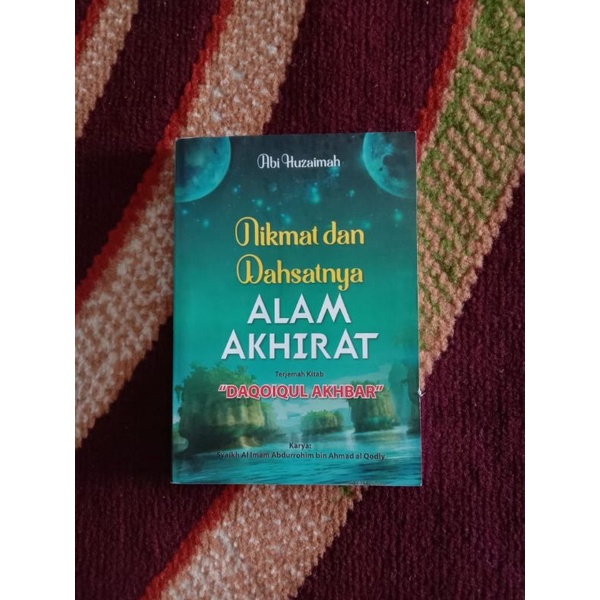 Abi Huzaimah
Nikmat dan
Dahsatnya
ALAM
AKHIRAT
Terjemah Kitab
"DAQOIQUL AKHBAR"
Karya:
Syaikh Al Imam Abdurrohim bin Ahmad al Qodly